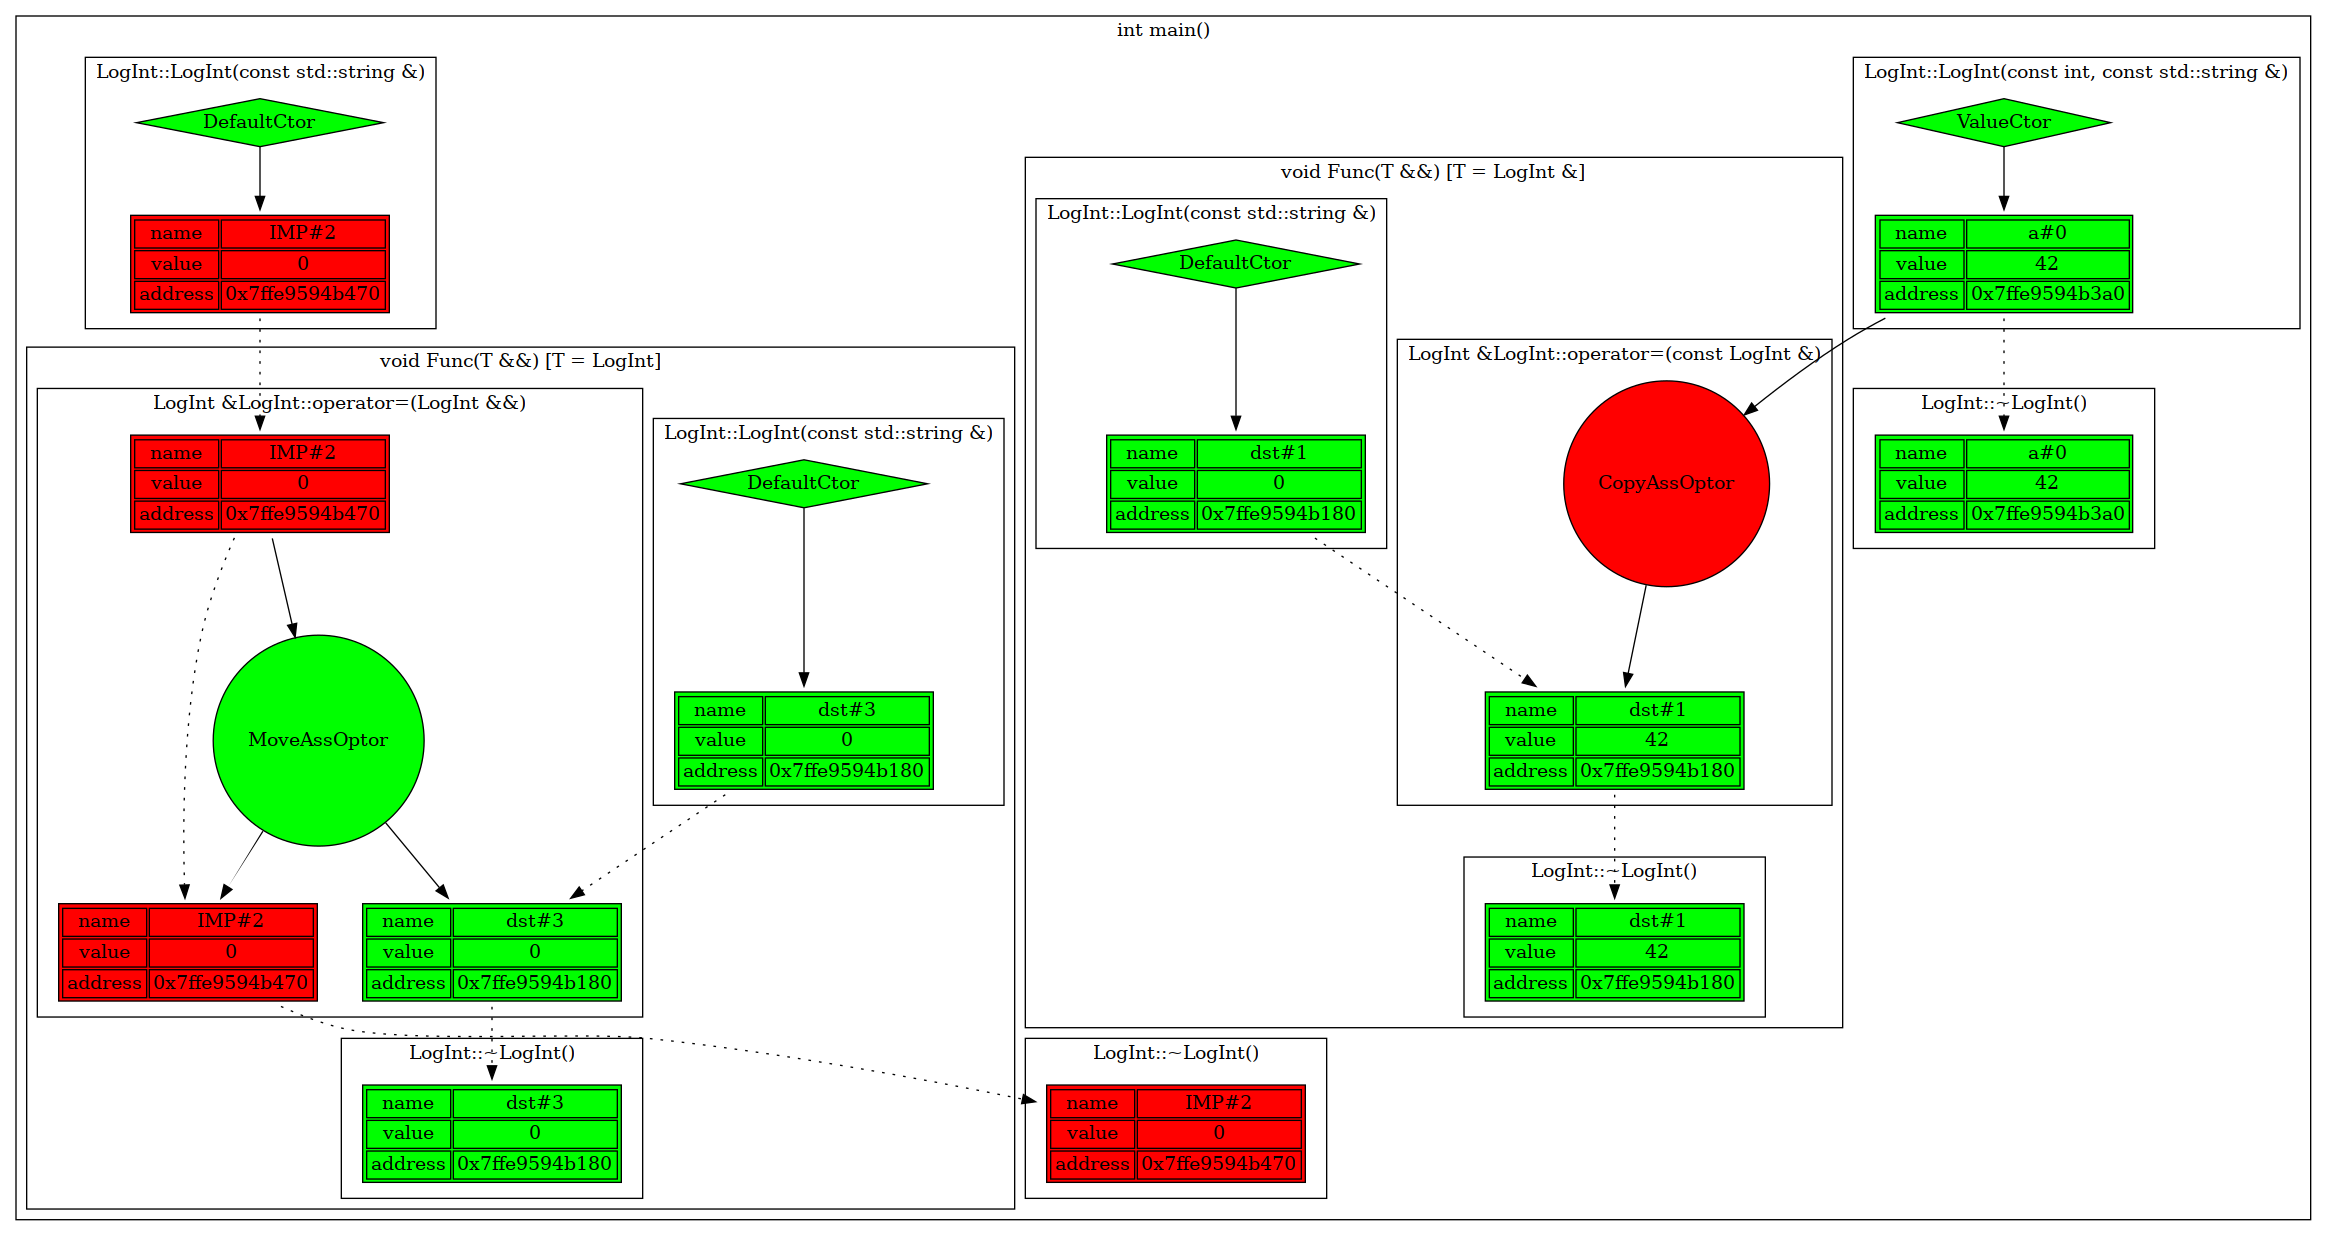 int main()
LogInt::LogInt(const std::string &)
DefaultCtor
name IMP#2
value 0
address 0x7ffe9594b470
void Func(T &&) [T = LogInt]
LogInt &LogInt::operator=(LogInt &&)
name IMP#2
value 0
address 0x7ffe9594b470
MoveAssOptor
name IMP#2
value 0
address 0x7ffe9594b470
name dst#3
value 0
address 0x7ffe9594b180
LogInt::LogInt(const std::string &)
DefaultCtor
name dst#3
value 0
address 0x7ffe9594b180
LogInt::~LogInt()
name dst#3
value 0
address 0x7ffe9594b180
void Func(T &&) [T = LogInt &]
LogInt::LogInt(const std::string &)
DefaultCtor
name dst#1
value 0
address 0x7ffe9594b180
LogInt &LogInt::operator=(const LogInt &)
CopyAssOptor
name dst#1
value 42
address 0x7ffe9594b180
LogInt::~LogInt()
name dst#1
value 42
address 0x7ffe9594b180
LogInt::~LogInt()
name IMP#2
value 0
address 0x7ffe9594b470
LogInt::LogInt(const int, const std::string &)
ValueCtor
name a#0
value 42
address 0x7ffe9594b3a0
LogInt::~LogInt()
name a#0
value 42
address 0x7ffe9594b3a0